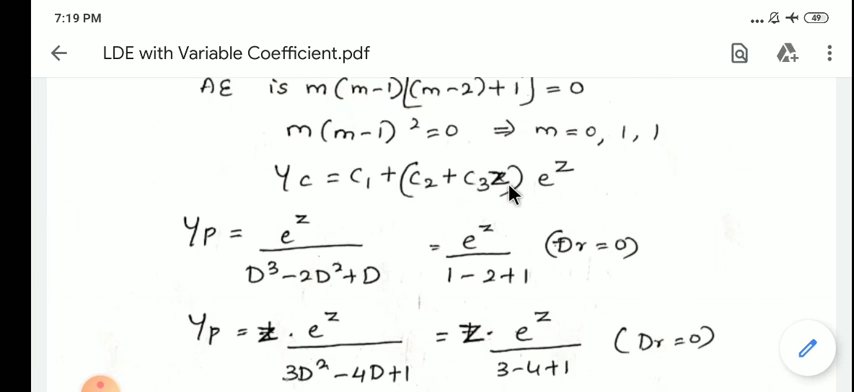 7:19 PM
... 49
LDE with Variable Coefficient.pdf
AE is m(m-1)[(m-2)+1] = 0
m(m-1)² = 0 ⇒ m = 0, 1, 1
Yc = C₁ + (C₂ + C₃z) e^z
Yp = e^z / D³-2D²+D = e^z / 1-2+1 (Dr = 0)
Yp = z · e^z / 3D²-4D+1 = z · e^z / 3-4+1 (Dr = 0)